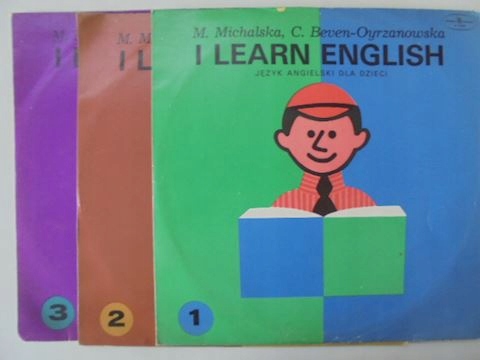 M. Michalska, C. Beven-Oyrzanowska
I LEARN ENGLISH
JĘZYK ANGIELSKI DLA DZIECI
3
2
1